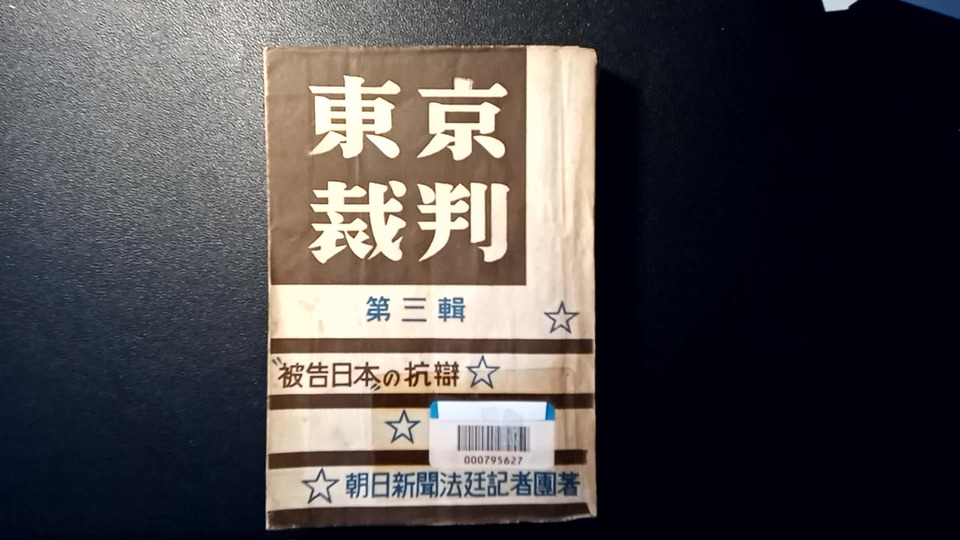 東京
裁判
第三輯
〝被告日本〟の抗辯
000795627
朝日新聞法廷記者團著